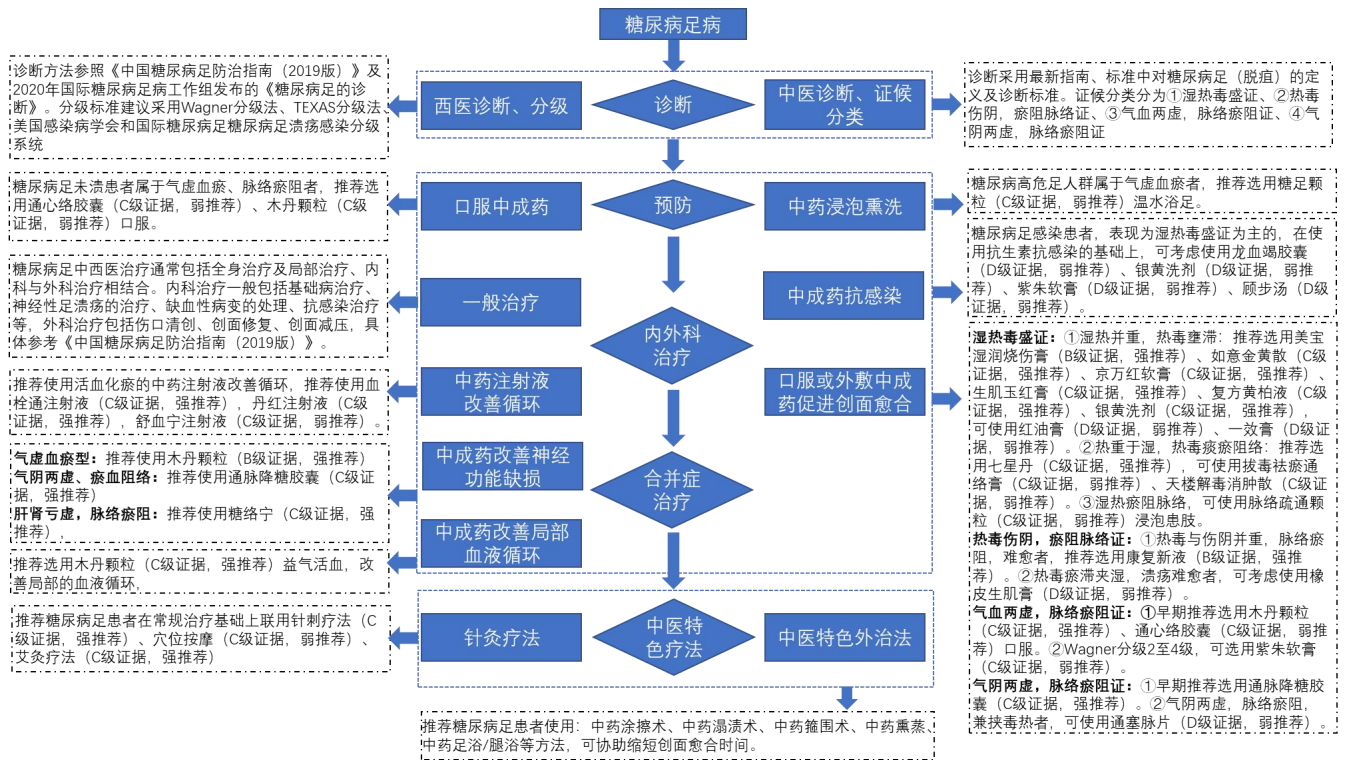 糖尿病足病
诊断方法参照《中国糖尿病足防治指南（2019版）》及
2020年国际糖尿病足病工作组发布的《糖尿病足的诊
断》。分级标准建议采用Wagner分级法、TEXAS分级法、
美国感染病学会和国际糖尿病足糖尿病足溃疡感染分级
系统
西医诊断、分级
诊断
中医诊断、证候
分类
诊断采用最新指南、标准中对糖尿病足（脱疽）的定
义及诊断标准。证候分类分为①湿热毒盛证、②热毒
伤阴，瘀阻脉络证、③气血两虚，脉络瘀阻证、④气
阴两虚，脉络瘀阻证
糖尿病足未溃患者属于气虚血瘀、脉络瘀阻者，推荐选
用通心络胶囊（C级证据，弱推荐）、木丹颗粒（C级
证据，弱推荐）口服。
口服中成药
预防
中药浸泡熏洗
糖尿病高危足人群属于气虚血瘀者，推荐选用糖足颗
粒（C级证据，弱推荐）温水浴足。
糖尿病足中西医治疗通常包括全身治疗及局部治疗、内
科与外科治疗相结合。内科治疗一般包括基础病治疗、
神经性足溃疡的治疗、缺血性病变的处理、抗感染治疗
等，外科治疗包括伤口清创、创面修复、创面减压，具
体参考《中国糖尿病足防治指南（2019版）》。
一般治疗
内外科
治疗
中成药抗感染
糖尿病足感染患者，表现为湿热毒盛证为主的，在使
用抗生素抗感染的基础上，可考虑使用龙血竭胶囊
（D级证据，弱推荐）、银黄洗剂（D级证据，弱推
荐）、紫朱软膏（D级证据，弱推荐）、顾步汤（D级
证据，弱推荐）。
推荐使用活血化瘀的中药注射液改善循环，推荐使用血
栓通注射液（C级证据，强推荐），丹红注射液（C级
证据，强推荐），舒血宁注射液（C级证据，弱推荐）。
中药注射液
改善循环
口服或外敷中成
药促进创面愈合
湿热毒盛证：①湿热并重，热毒壅滞：推荐选用美宝
湿润烧伤膏（B级证据，强推荐）、如意金黄散（C级
证据，强推荐）、京万红软膏（C级证据，强推荐）、
生肌玉红膏（C级证据，强推荐）、复方黄柏液（C级
证据，强推荐）、银黄洗剂（C级证据，强推荐），
可使用红油膏（D级证据，弱推荐）、一效膏（D级证
据，弱推荐）。②热重于湿，热毒痰瘀阻络：推荐选
用七星丹（C级证据，强推荐），可使用拔毒祛瘀通
络膏（C级证据，弱推荐）、天楼解毒消肿散（C级证
据，弱推荐）。③湿热瘀阻脉络，可使用脉络疏通颗
粒（C级证据，弱推荐）浸泡患肢。
热毒伤阴，瘀阻脉络证：①热毒与伤阴并重，脉络瘀
阻，难愈者，推荐选用康复新液（B级证据，强推
荐）。②热毒瘀滞夹湿，溃疡难愈者，可考虑使用橡
皮生肌膏（D级证据，弱推荐）。
气血两虚，脉络瘀阻证：①早期推荐选用木丹颗粒
（C级证据，强推荐）、通心络胶囊（C级证据，弱推
荐）口服。②Wagner分级2至4级，可选用紫朱软膏
（C级证据，弱推荐）。
气阴两虚，脉络瘀阻证：①早期推荐选用通脉降糖胶
囊（C级证据，强推荐）。②气阴两虚，脉络瘀阻，
兼挟毒热者，可使用通塞脉片（D级证据，弱推荐）。
气虚血瘀型：推荐使用木丹颗粒（B级证据，强推荐）
气阴两虚、瘀血阻络：推荐使用通脉降糖胶囊（C级证
据，强推荐）
肝肾亏虚，脉络瘀阻：推荐使用糖络宁（C级证据，强
推荐），
中成药改善神经
功能缺损
合并症
治疗
中成药改善局部
血液循环
推荐选用木丹颗粒（C级证据，强推荐）益气活血，改
善局部的血液循环，
推荐糖尿病足患者在常规治疗基础上联用针刺疗法（C
级证据，强推荐）、穴位按摩（C级证据，弱推荐）、
艾灸疗法（C级证据，强推荐）
针灸疗法
中医特
色疗法
中医特色外治法
推荐糖尿病足患者使用：中药涂擦术、中药溻渍术、中药箍围术、中药熏蒸、
中药足浴/腿浴等方法，可协助缩短创面愈合时间。